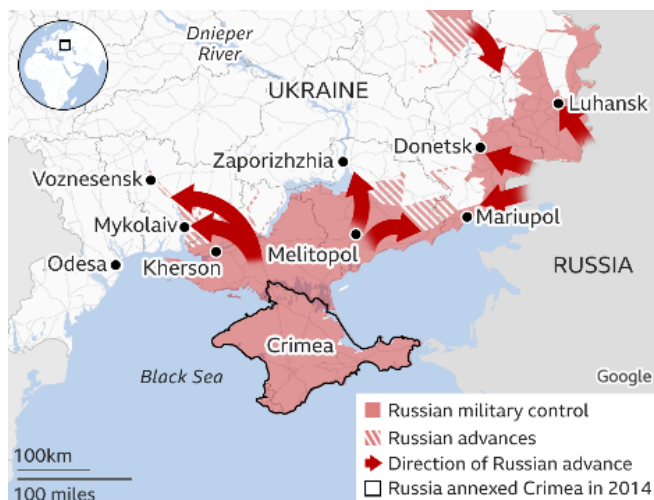 Dnieper
River
UKRAINE
Luhansk
Donetsk
Zaporizhzhia
Voznesensk
Mykolaiv
Mariupol
Melitopol
Kherson
Odesa
RUSSIA
Crimea
Black Sea
Google
Russian military control
Russian advances
Direction of Russian advance
Russia annexed Crimea in 2014
100km
100 miles